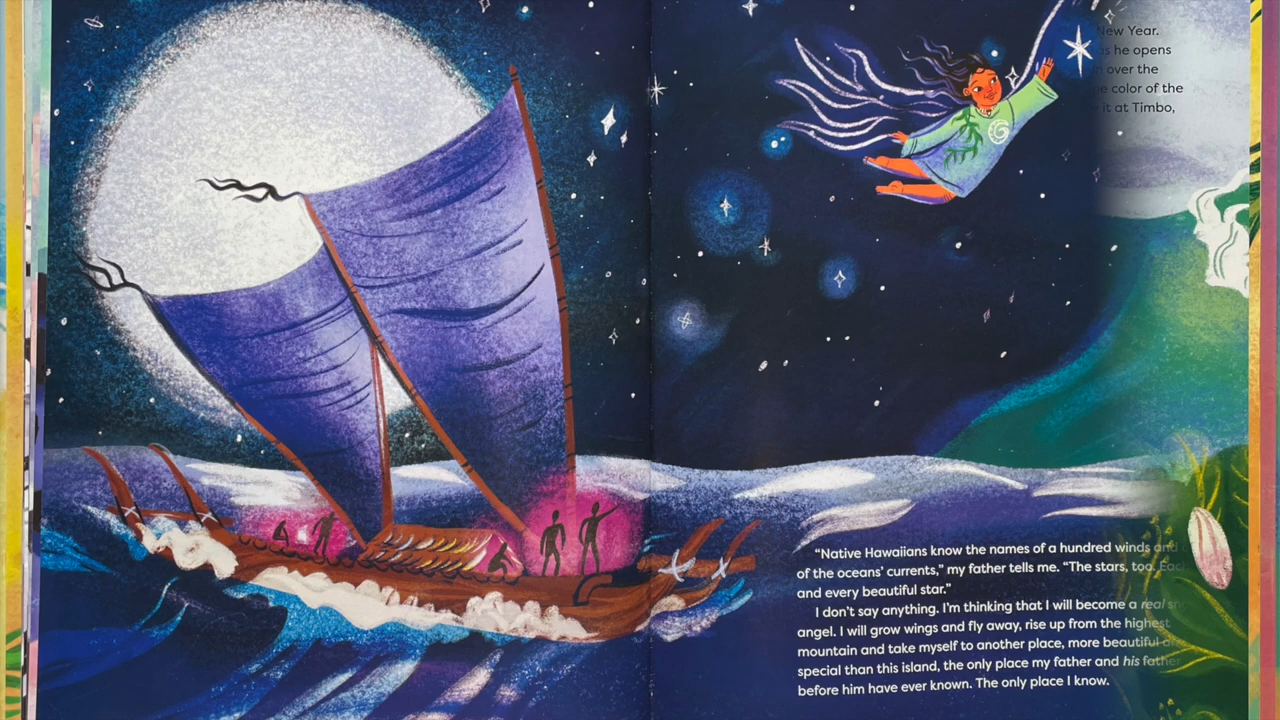 New Year.
as he opens
over the
color of the
it at Timbo,
“Native Hawaiians know the names of a hundred winds and
of the oceans’ currents,” my father tells me. “The stars, too. Each
and every beautiful star.”
I don’t say anything. I’m thinking that I will become a real
angel. I will grow wings and fly away, rise up from the highest
mountain and take myself to another place, more beautiful
special than this island, the only place my father and his father
before him have ever known. The only place I know.